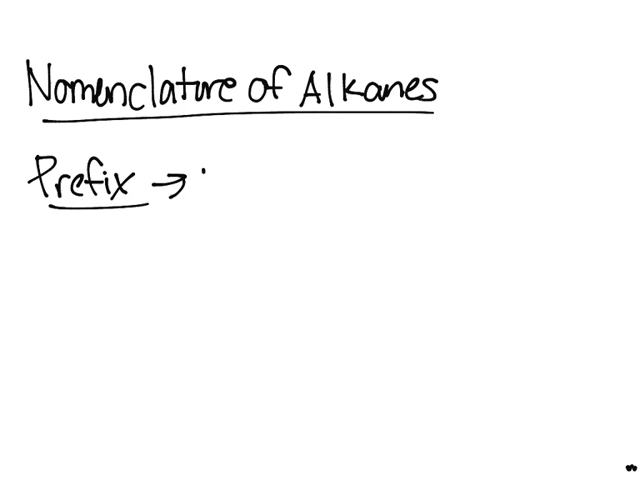 Nomenclature of Alkanes
Prefix →